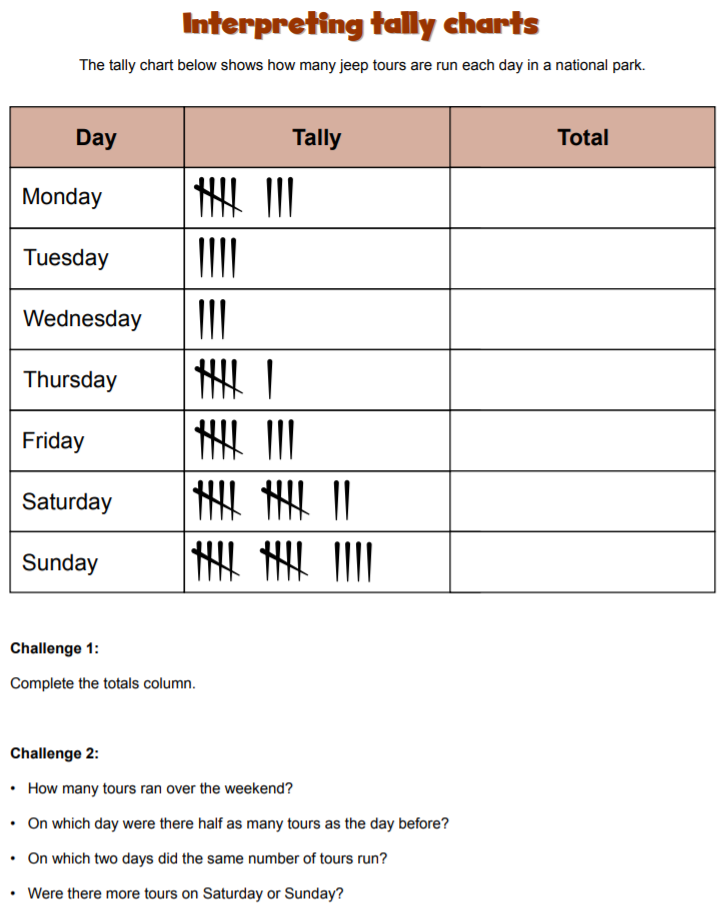 Interpreting tally charts
The tally chart below shows how many jeep tours are run each day in a national park.
Day Tally Total
Monday
Tuesday
Wednesday
Thursday
Friday
Saturday
Sunday
Challenge 1:
Complete the totals column.
Challenge 2:
• How many tours ran over the weekend?
• On which day were there half as many tours as the day before?
• On which two days did the same number of tours run?
• Were there more tours on Saturday or Sunday?